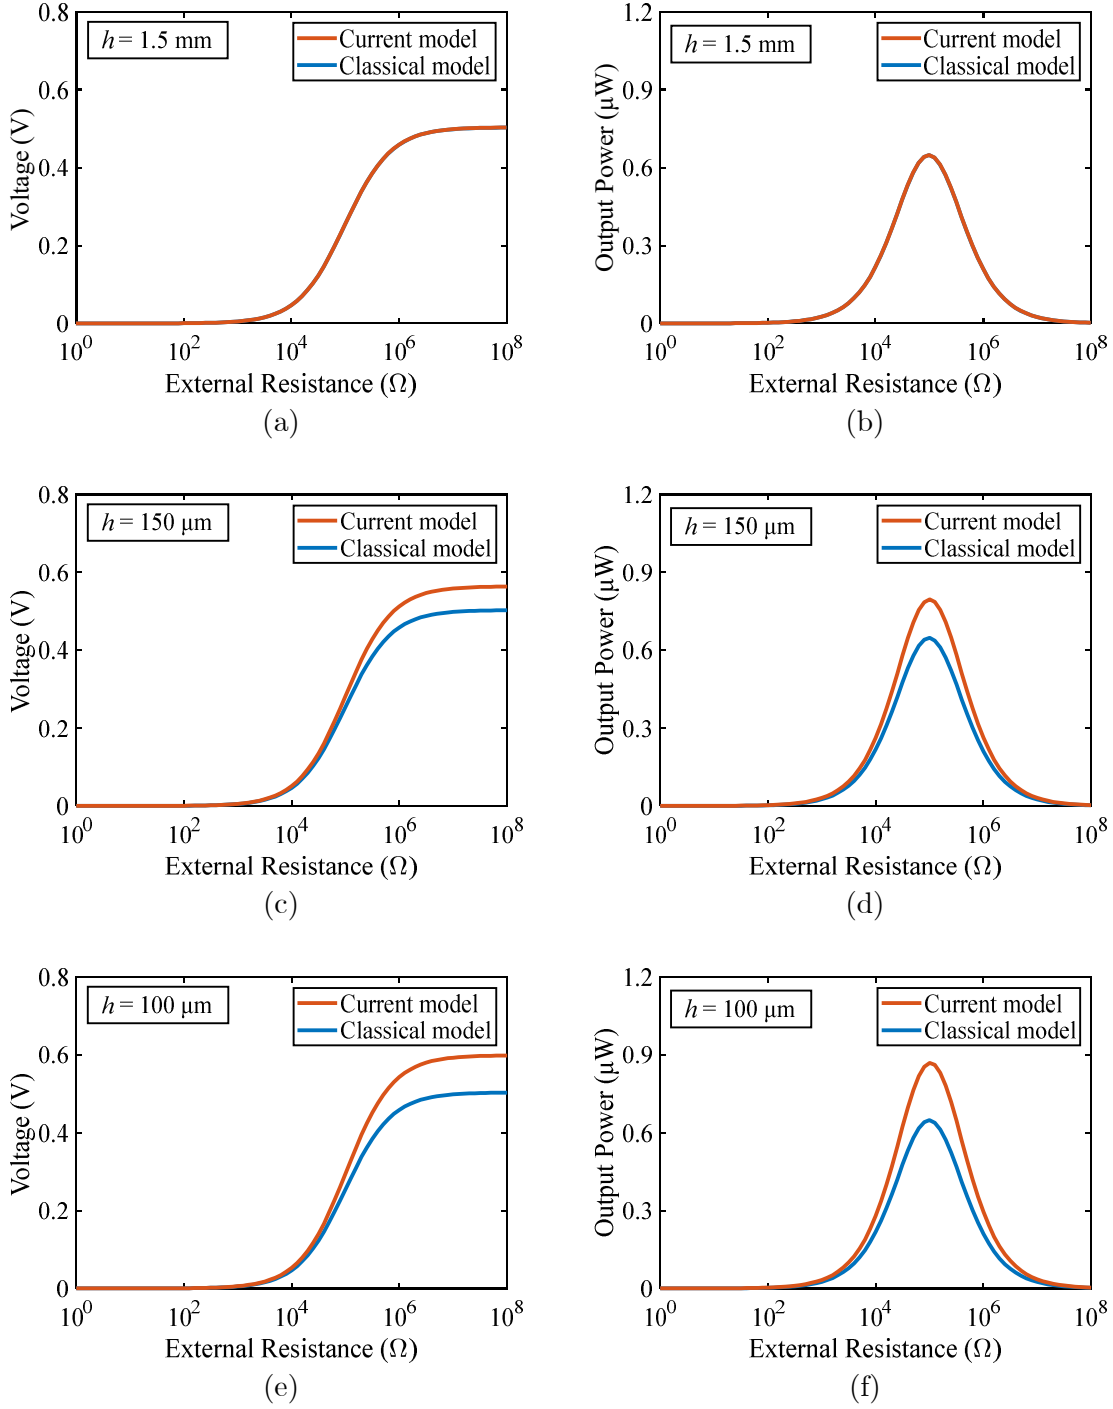 0.8
0.6
0.4
0.2
0
Voltage (V)
h = 1.5 mm
Current model
Classical model
10^0 10^2 10^4 10^6 10^8
External Resistance (Ω)
(a)
1.2
0.9
0.6
0.3
0
Output Power (μW)
h = 1.5 mm
Current model
Classical model
10^0 10^2 10^4 10^6 10^8
External Resistance (Ω)
(b)
0.8
0.6
0.4
0.2
0
Voltage (V)
h = 150 μm
Current model
Classical model
10^0 10^2 10^4 10^6 10^8
External Resistance (Ω)
(c)
1.2
0.9
0.6
0.3
0
Output Power (μW)
h = 150 μm
Current model
Classical model
10^0 10^2 10^4 10^6 10^8
External Resistance (Ω)
(d)
0.8
0.6
0.4
0.2
0
Voltage (V)
h = 100 μm
Current model
Classical model
10^0 10^2 10^4 10^6 10^8
External Resistance (Ω)
(e)
1.2
0.9
0.6
0.3
0
Output Power (μW)
h = 100 μm
Current model
Classical model
10^0 10^2 10^4 10^6 10^8
External Resistance (Ω)
(f)